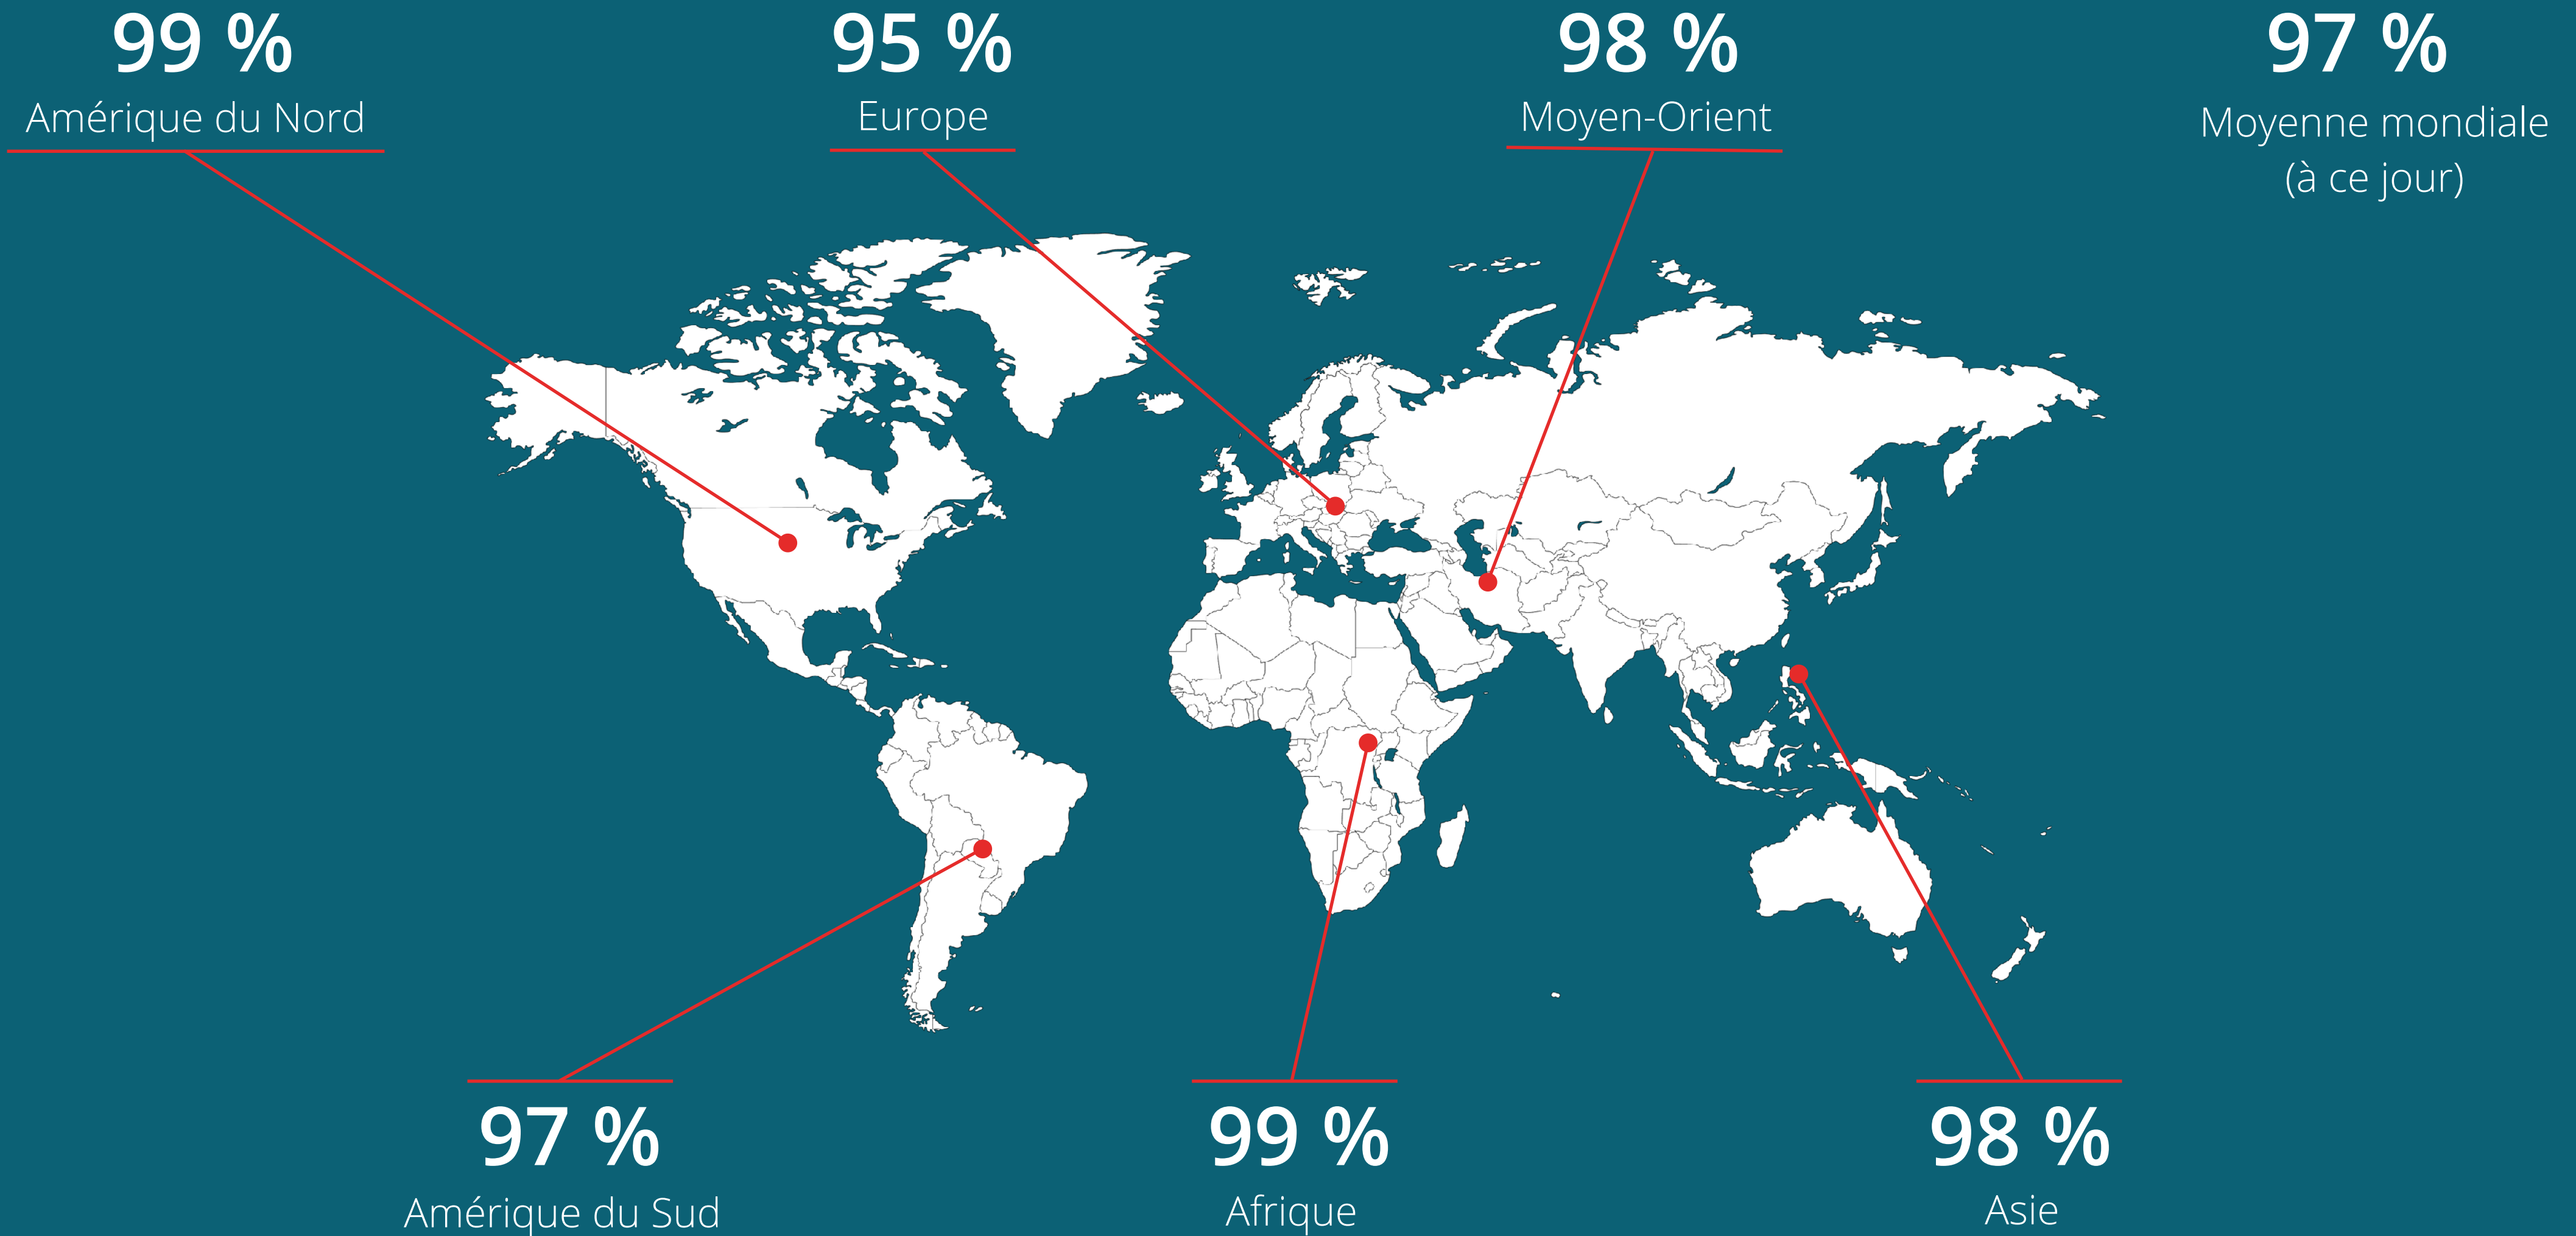 99 %
Amérique du Nord
95 %
Europe
98 %
Moyen-Orient
97 %
Moyenne mondiale
(à ce jour)
97 %
Amérique du Sud
99 %
Afrique
98 %
Asie